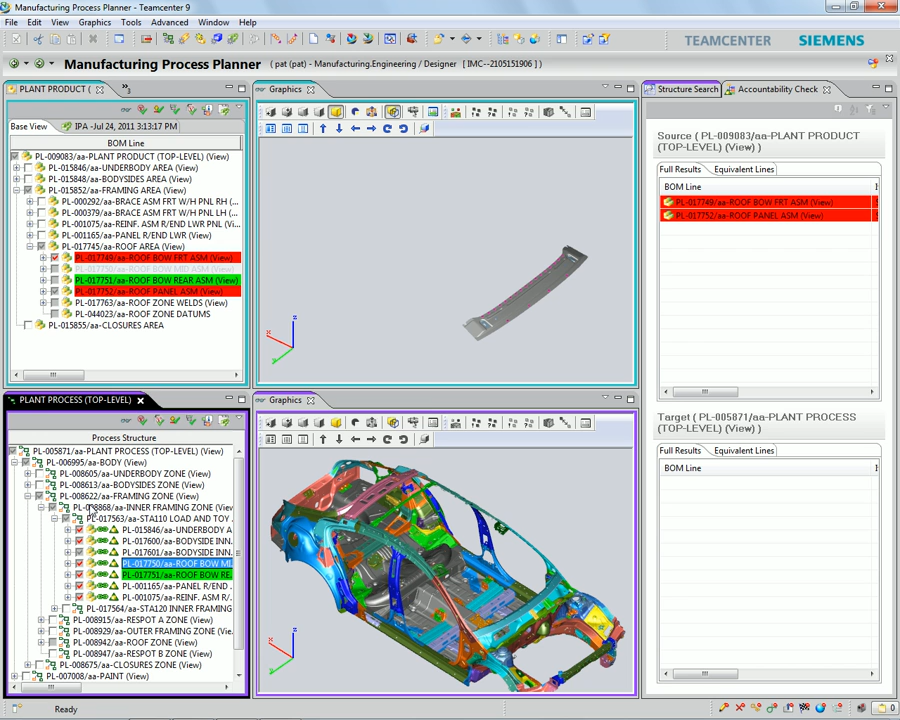 Manufacturing Process Planner - Teamcenter 9
File Edit View Graphics Tools Advanced Window Help
TEAMCENTER SIEMENS
Manufacturing Process Planner ( pat (pat) - Manufacturing.Engineering / Designer [ IMC--2105151906 ] )
PLANT PRODUCT (
Base View IPA -Jul 24, 2011 3:13:17 PM
BOM Line
PL-009083/aa-PLANT PRODUCT (TOP-LEVEL) (View)
PL-015846/aa-UNDERBODY AREA (View)
PL-015848/aa-BODYSIDES AREA (View)
PL-015852/aa-FRAMING AREA (View)
PL-000292/aa-BRACE ASM FRT W/H PNL RH (...
PL-000379/aa-BRACE ASM FRT W/H PNL LH (...
PL-001075/aa-REINF. ASM R/END LWR PNL (Vi...
PL-001165/aa-PANEL R/END LWR (View)
PL-017745/aa-ROOF AREA (View)
PL-017749/aa-ROOF BOW FRT ASM (View)
PL-017750/aa-ROOF BOW MID ASM (View)
PL-017751/aa-ROOF BOW REAR ASM (View)
PL-017752/aa-ROOF PANEL ASM (View)
PL-017763/aa-ROOF ZONE WELDS (View)
PL-044023/aa-ROOF ZONE DATUMS
PL-015855/aa-CLOSURES AREA
Graphics
Structure Search Accountability Check
Source ( PL-009083/aa-PLANT PRODUCT
(TOP-LEVEL) (View) )
Full Results Equivalent Lines
BOM Line
PL-017749/aa-ROOF BOW FRT ASM (View)
PL-017752/aa-ROOF PANEL ASM (View)
PLANT PROCESS (TOP-LEVEL)
Process Structure
PL-005871/aa-PLANT PROCESS (TOP-LEVEL) (View)
PL-006995/aa-BODY (View)
PL-008605/aa-UNDERBODY ZONE (View)
PL-008613/aa-BODYSIDES ZONE (View)
PL-008622/aa-FRAMING ZONE (View)
PL-008868/aa-INNER FRAMING ZONE (View)
PL-017563/aa-STA110 LOAD AND TOY ...
PL-015846/aa-UNDERBODY A...
PL-017600/aa-BODYSIDE INN...
PL-017601/aa-BODYSIDE INN...
PL-017750/aa-ROOF BOW MI...
PL-017751/aa-ROOF BOW RE...
PL-001165/aa-PANEL R/END ...
PL-001075/aa-REINF. ASM R/...
PL-017564/aa-STA120 INNER FRAMING
PL-008915/aa-RESPOT A ZONE (View)
PL-008929/aa-OUTER FRAMING ZONE (Vie...
PL-008942/aa-ROOF ZONE (View)
PL-008947/aa-RESPOT B ZONE (View)
PL-008675/aa-CLOSURES ZONE (View)
PL-007008/aa-PAINT (View)
Graphics
Target ( PL-005871/aa-PLANT PROCESS
(TOP-LEVEL) (View) )
Full Results Equivalent Lines
BOM Line
Ready
0